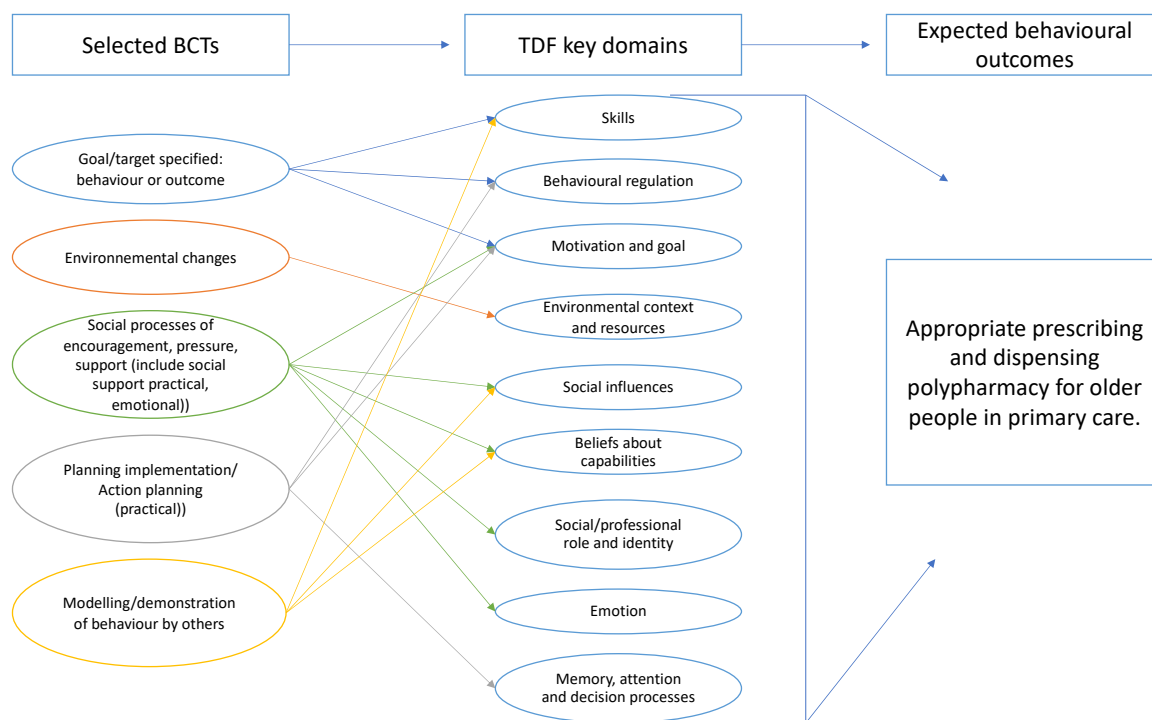 Selected BCTs
TDF key domains
Expected behavioural
outcomes
Goal/target specified:
behaviour or outcome
Environnemental changes
Social processes of
encouragement, pressure,
support (include social
support practical,
emotional))
Planning implementation/
Action planning
(practical))
Modelling/demonstration
of behaviour by others
Skills
Behavioural regulation
Motivation and goal
Environmental context
and resources
Social influences
Beliefs about
capabilities
Social/professional
role and identity
Emotion
Memory, attention
and decision processes
Appropriate prescribing
and dispensing
polypharmacy for older
people in primary care.